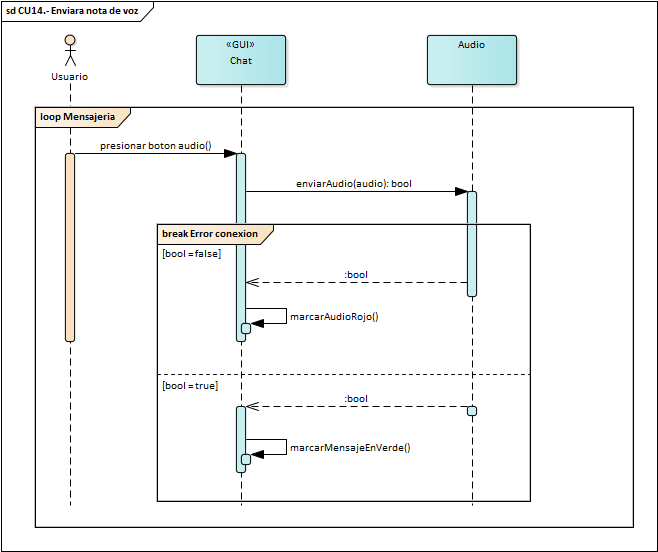 sd CU14.- Enviara nota de voz
Usuario
«GUI»
Chat
Audio
loop Mensajeria
presionar boton audio()
enviarAudio(audio): bool
break Error conexion
[bool = false]
:bool
marcarAudioRojo()
[bool = true]
:bool
marcarMensajeEnVerde()